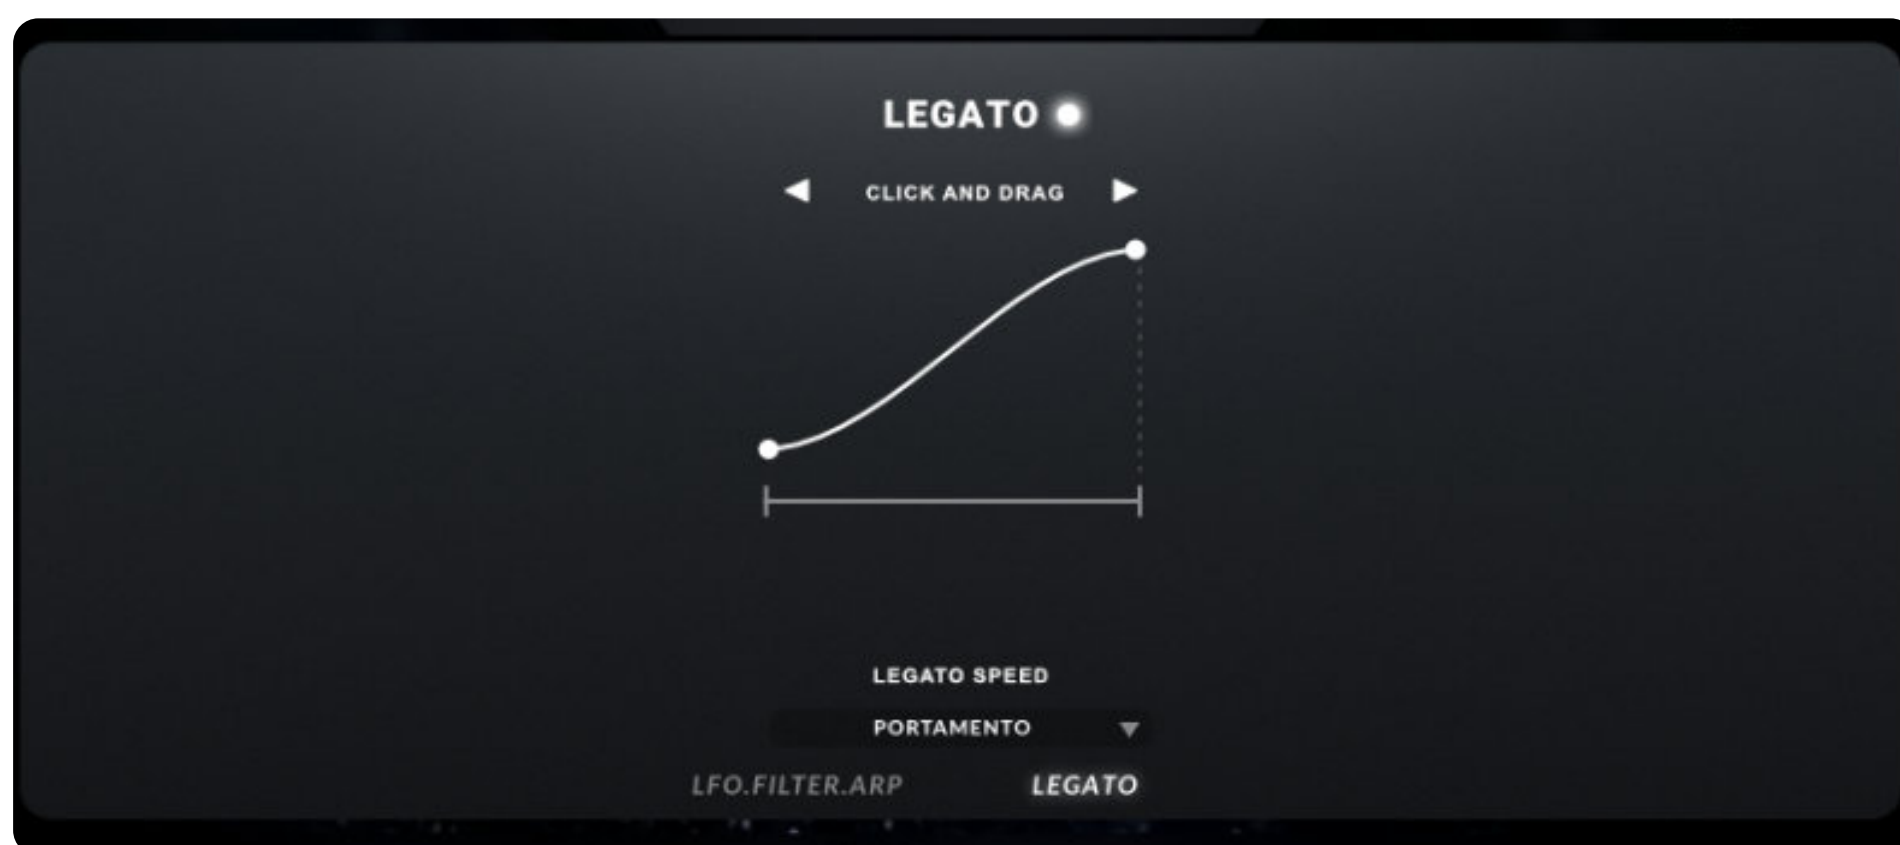 LEGATO
CLICK AND DRAG
LEGATO SPEED
PORTAMENTO
LFO.FILTER.ARP LEGATO